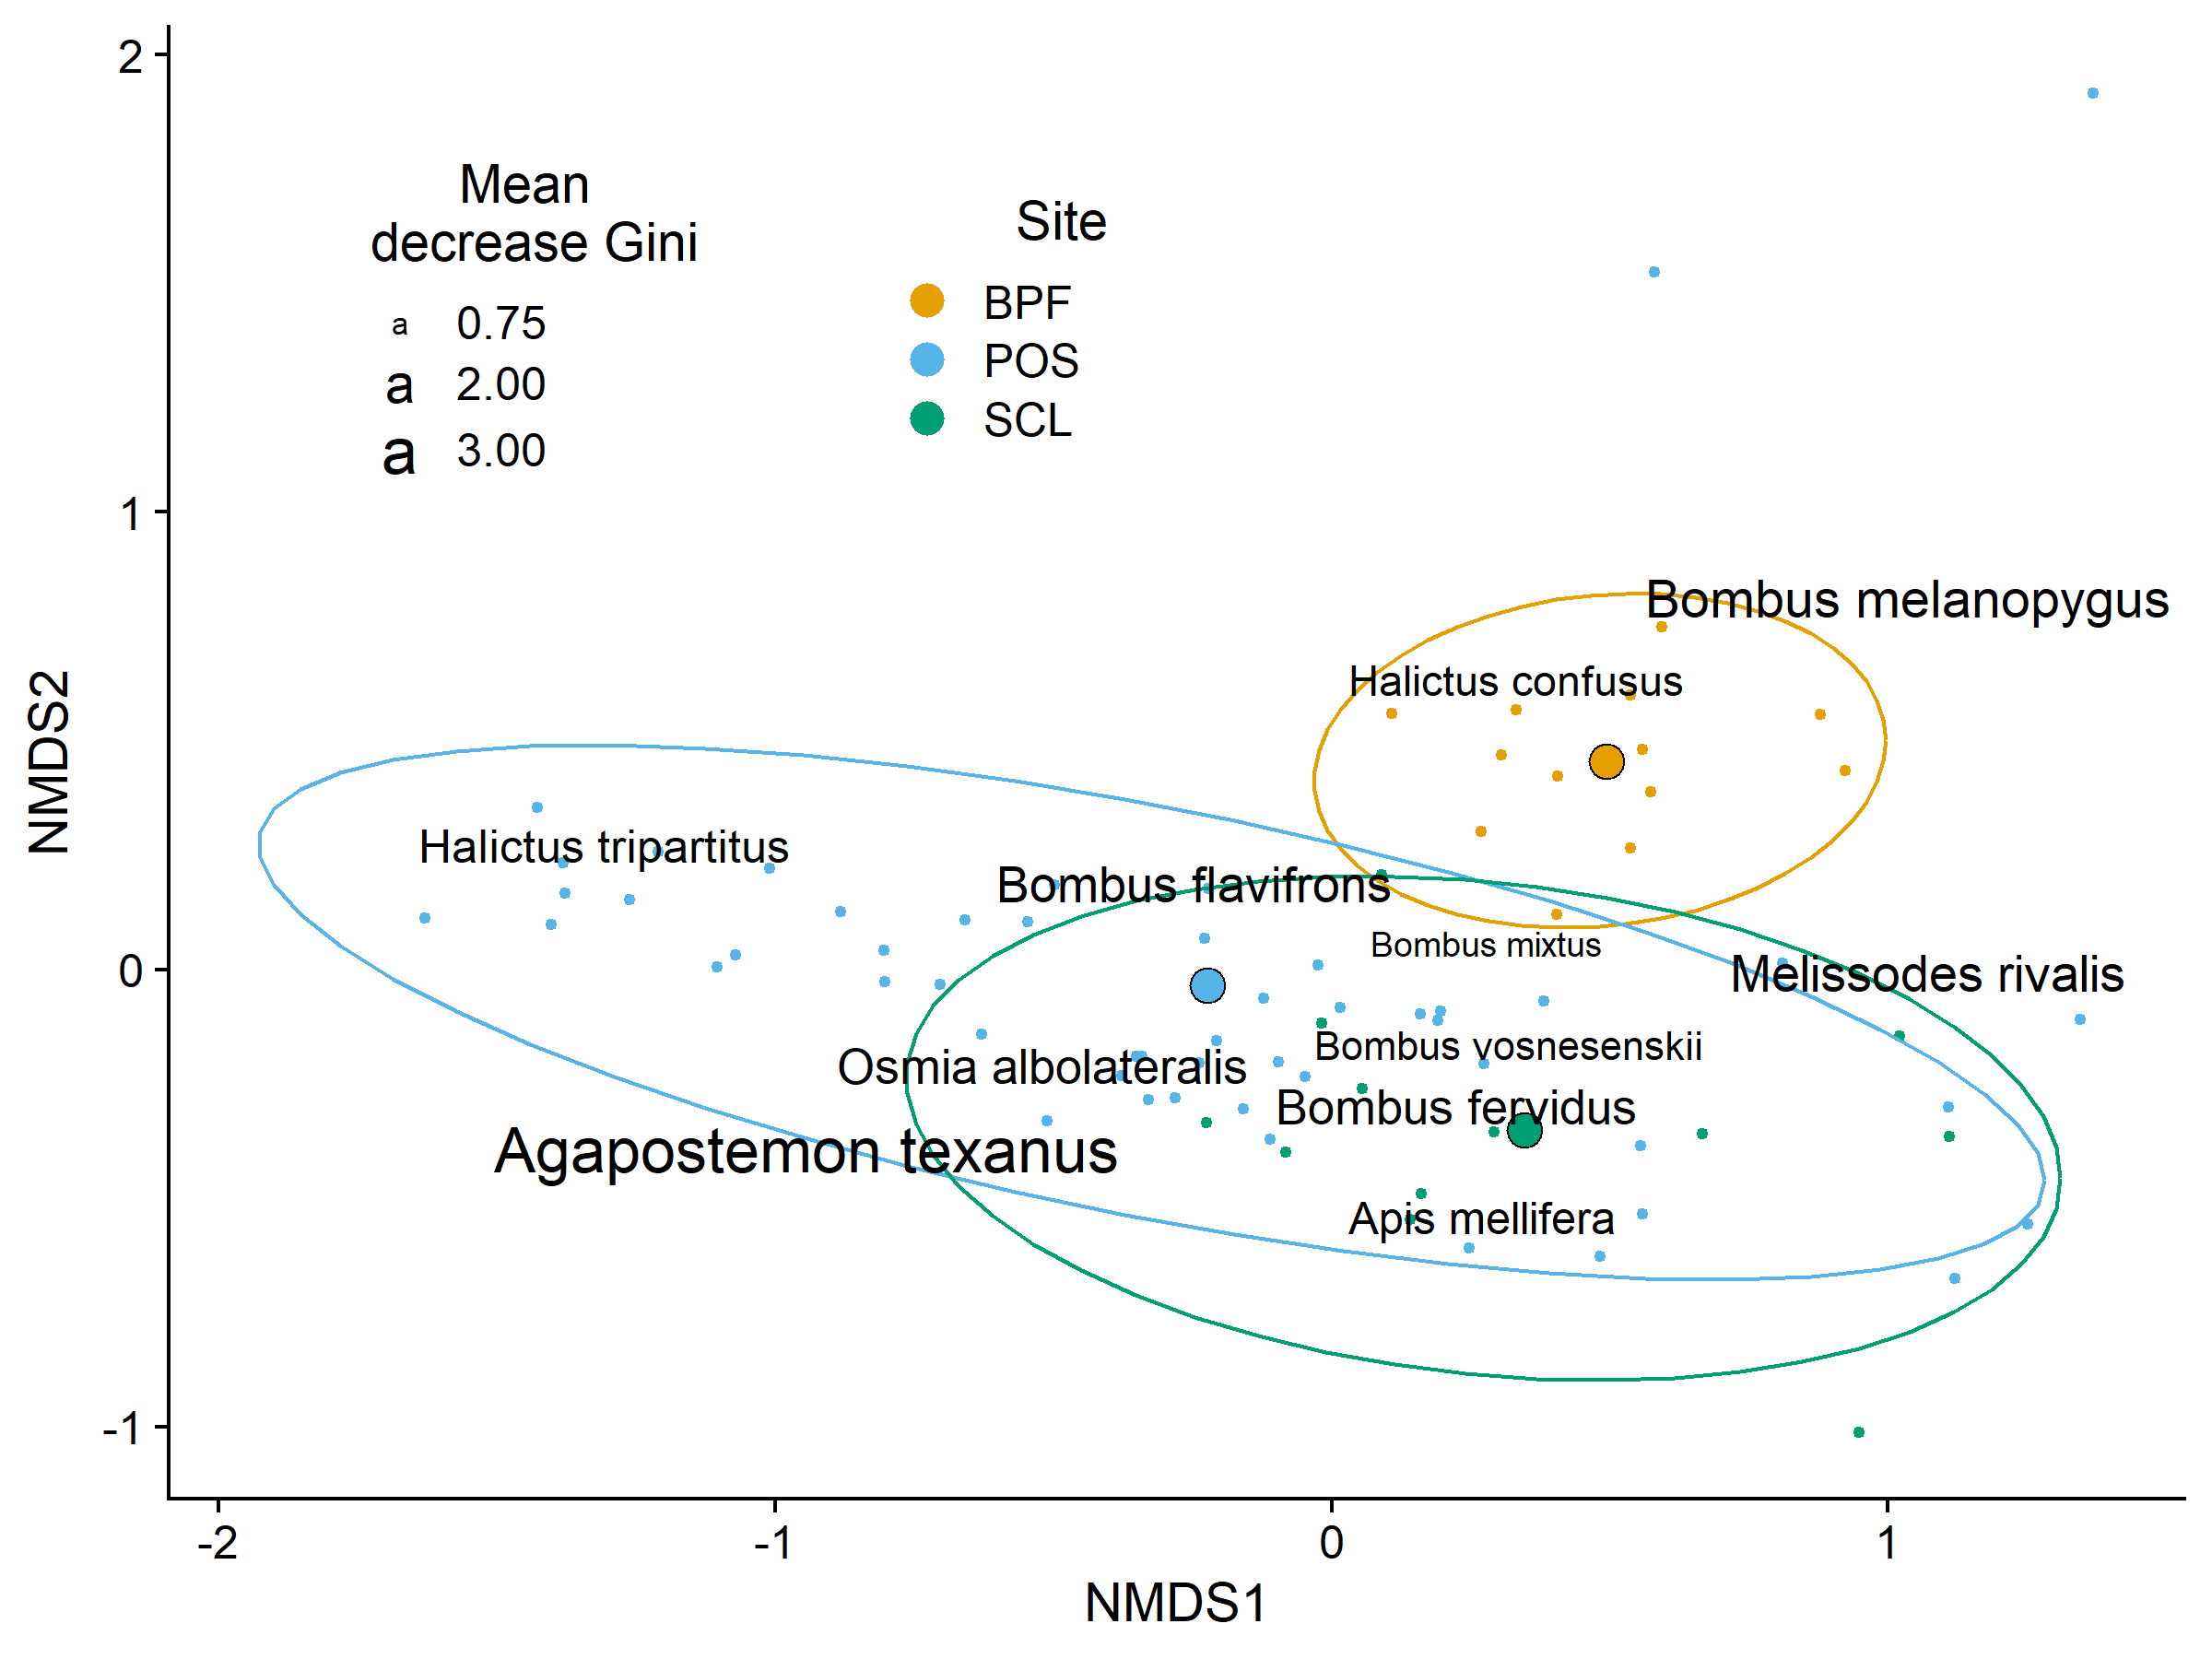 2
Mean
decrease Gini
Site
a 0.75
BPF
a 2.00
POS
a 3.00
SCL
1
Bombus melanopygus
Halictus confusus
NMDS2
Halictus tripartitus
Bombus flavifrons
Bombus mixtus
0
Melissodes rivalis
Bombus vosnesenskii
Osmia albolateralis
Bombus fervidus
Agapostemon texanus
Apis mellifera
-1
-2 -1 0 1
NMDS1